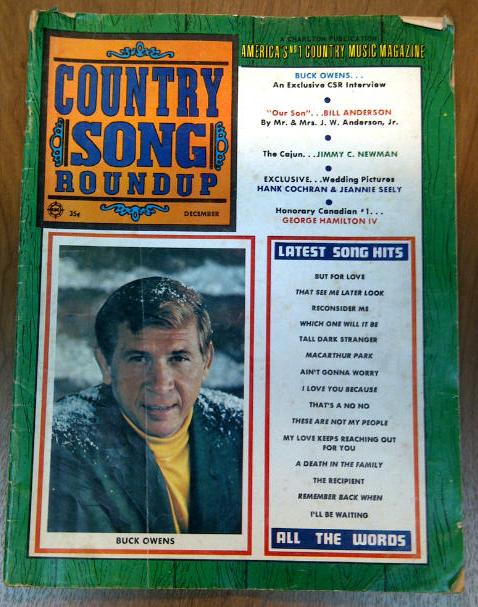 A CHARLTON PUBLICATION
AMERICA'S Nº1 COUNTRY MUSIC MAGAZINE
COUNTRY
SONG
ROUNDUP
35¢ DECEMBER
BUCK OWENS...
An Exclusive CSR Interview
"Our Son"...BILL ANDERSON
By Mr. & Mrs. J. W. Anderson, Jr.
The Cajun...JIMMY C. NEWMAN
EXCLUSIVE...Wedding Pictures
HANK COCHRAN & JEANNIE SEELY
Honorary Canadian #1...
GEORGE HAMILTON IV
BUCK OWENS
LATEST SONG HITS
BUT FOR LOVE
THAT SEE ME LATER LOOK
RECONSIDER ME
WHICH ONE WILL IT BE
TALL DARK STRANGER
MACARTHUR PARK
AIN'T GONNA WORRY
I LOVE YOU BECAUSE
THAT'S A NO NO
THESE ARE NOT MY PEOPLE
MY LOVE KEEPS REACHING OUT
FOR YOU
A DEATH IN THE FAMILY
THE RECIPIENT
REMEMBER BACK WHEN
I'LL BE WAITING
ALL THE WORDS